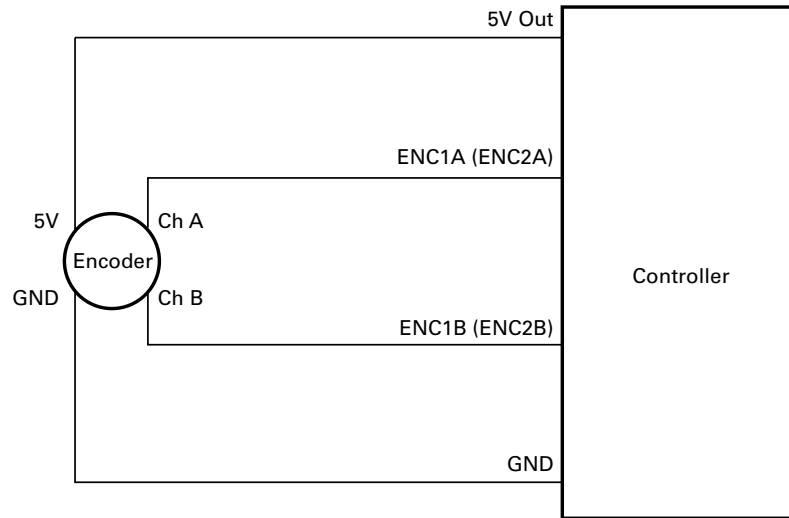 5V Out
ENC1A (ENC2A)
5V
Ch A
Encoder
Controller
GND
Ch B
ENC1B (ENC2B)
GND